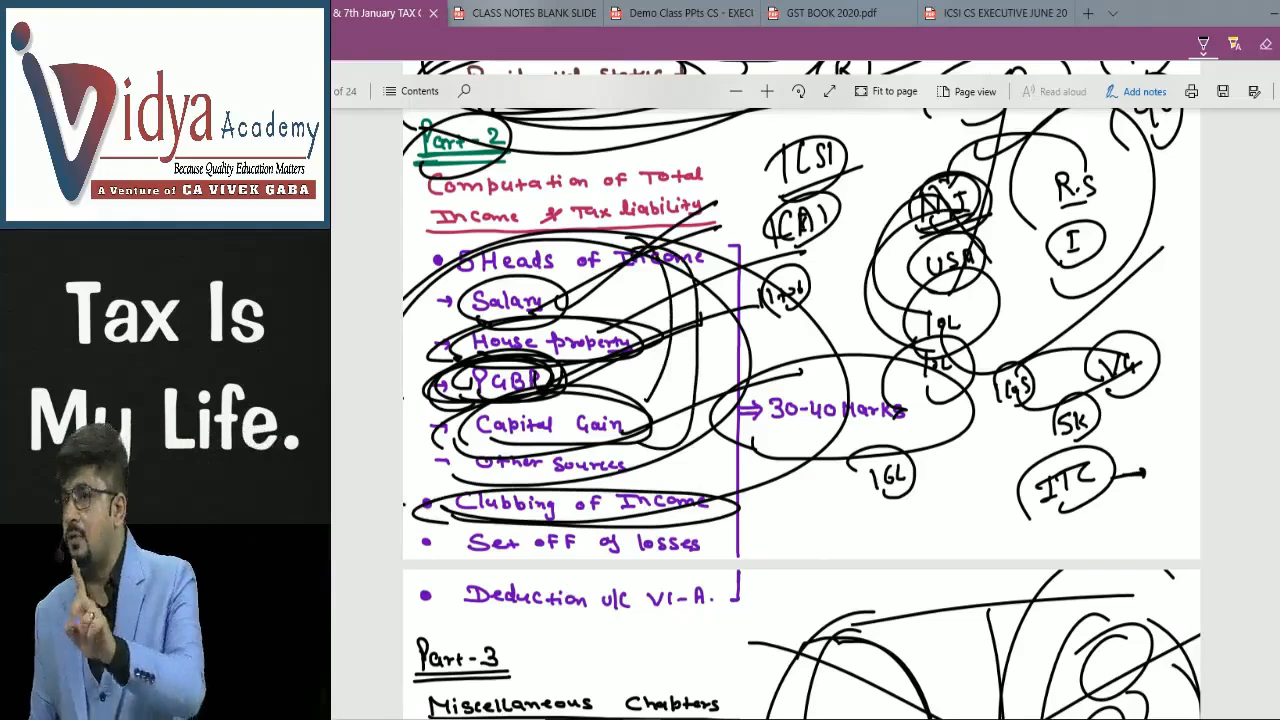 & 7th January TAX C
CLASS NOTES BLANK SLIDE
Demo Class PPts CS - EXECU
GST BOOK 2020.pdf
ICSI CS EXECUTIVE JUNE 20
of 24
Contents
Fit to page
Page view
Read aloud
Add notes
Vidya Academy
Because Quality Education Matters
A Venture of CA VIVEK GABA
Tax Is
My Life.
Part-2
Computation of Total
Income & Tax liability
• 5 Heads of Income
→ Salary
→ House property
→ PGBP
→ Capital Gain
→ Other Sources
• Clubbing of Income
• Set off of losses
• Deduction u/c VI-A.
⇒ 30-40 Marks
ICSI
ICAI
R.S
I
USA
VG
SK
ITC
IGL
Part-3
Miscellaneous Chapters